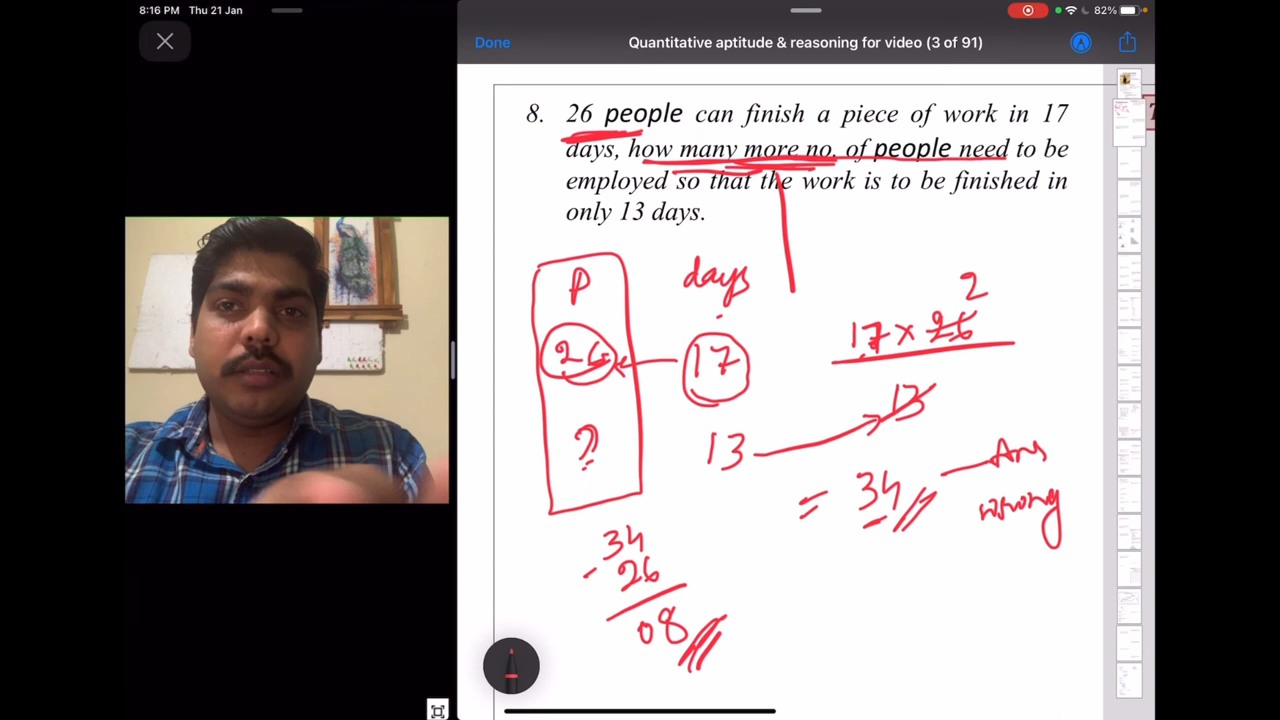 8:16 PM Thu 21 Jan
82%
Done
Quantitative aptitude & reasoning for video (3 of 91)
8. 26 people can finish a piece of work in 17
days, how many more no. of people need to be
employed so that the work is to be finished in
only 13 days.
P days
26 17
? 13
17 x 26 2
13
= 34 Ans
wrong
34
- 26
08